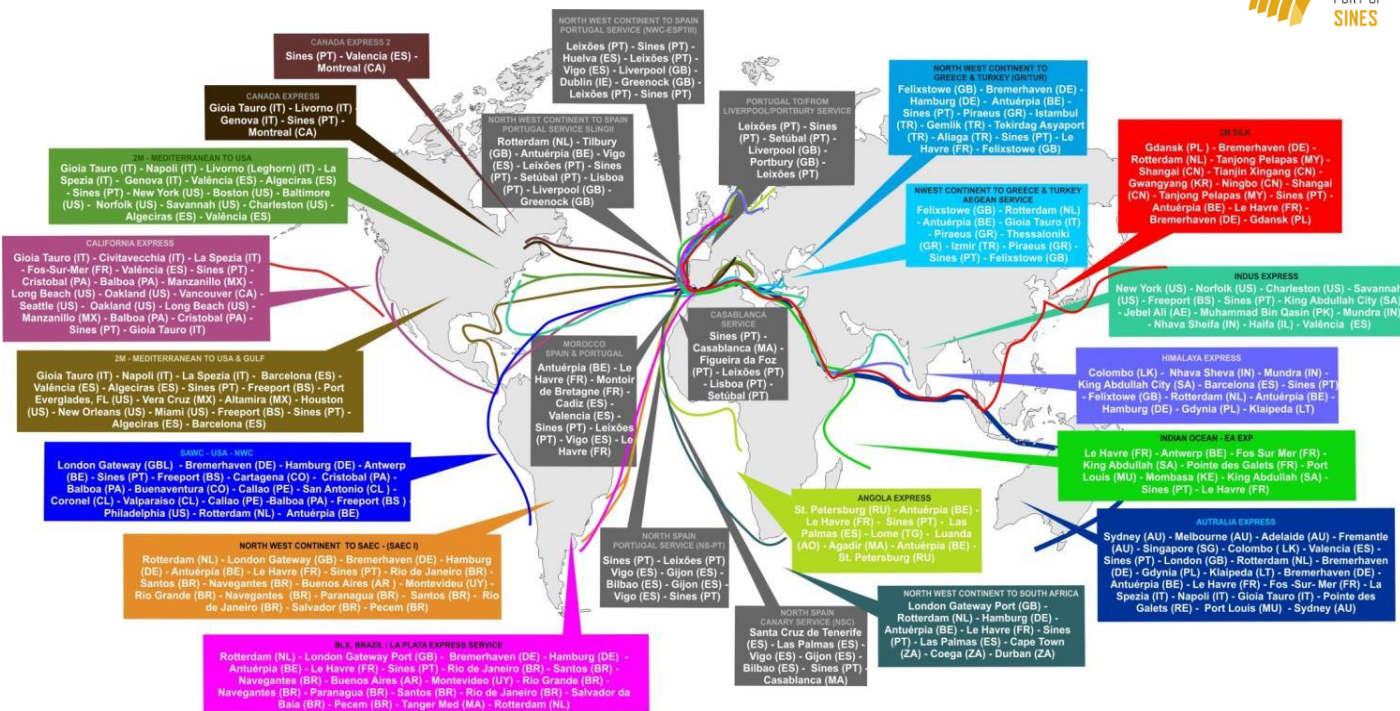 PORT OF
SINES
NORTH WEST CONTINENT TO SPAIN
PORTUGAL SERVICE (NWC-ESPTIII)
Leixões (PT) - Sines (PT) -
Huelva (ES) - Leixões (PT) -
Vigo (ES) - Liverpool (GB) -
Dublin (IE) - Greenock (GB) -
Leixões (PT) - Sines (PT)
CANADA EXPRESS 2
Sines (PT) - Valencia (ES) -
Montreal (CA)
CANADA EXPRESS
Gioia Tauro (IT) - Livorno (IT)
Genova (IT) - Sines (PT) -
Montreal (CA)
NORTH WEST CONTINENT TO SPAIN
PORTUGAL SERVICE SLINGII
Rotterdam (NL) - Tilbury
(GB) - Antuérpia (BE) - Vigo
(ES) - Leixões (PT) - Sines
(PT) - Setúbal (PT) - Lisboa
(PT) - Liverpool (GB) -
Greenock (GB)
PORTUGAL TO/FROM
LIVERPOOL/PORTBURY SERVICE
Leixões (PT) - Sines
(PT) - Setúbal (PT) -
Liverpool (GB) -
Portbury (GB) -
Leixões (PT)
NORTH WEST CONTINENT TO
GREECE & TURKEY (GR/TUR)
Felixstowe (GB) - Bremerhaven (DE) -
Hamburg (DE) - Antuérpia (BE) -
Sines (PT) - Piraeus (GR) - Istambul
(TR) - Gemlik (TR) - Tekirdag Asyaport
(TR) - Aliaga (TR) - Sines (PT) - Le
Havre (FR) - Felixstowe (GB)
2M SILK
Gdansk (PL ) - Bremerhaven (DE) -
Rotterdam (NL) - Tanjong Pelapas (MY) -
Shangai (CN) - Tianjin Xingang (CN) -
Gwangyang (KR) - Ningbo (CN) - Shangai
(CN) - Tanjong Pelapas (MY) - Sines (PT) -
Antuérpia (BE) - Le Havre (FR) -
Bremerhaven (DE) - Gdansk (PL)
2M - MEDITERRANEAN TO USA
Gioia Tauro (IT) - Napoli (IT) - Livorno (Leghorn) (IT) - La
Spezia (IT) - Genova (IT) - Valência (ES) - Algeciras (ES)
- Sines (PT) - New York (US) - Boston (US) - Baltimore
(US) - Norfolk (US) - Savannah (US) - Charleston (US) -
Algeciras (ES) - Valência (ES)
NWEST CONTINENT TO GREECE & TURKEY
AEGEAN SERVICE
Felixstowe (GB) - Rotterdam (NL)
- Antuérpia (BE) Gioia Tauro (IT)
- Piraeus (GR) - Thessaloniki
(GR) - Izmir (TR) - Piraeus (GR) -
Sines (PT) - Felixstowe (GB)
CALIFORNIA EXPRESS
Gioia Tauro (IT) - Civitavecchia (IT) - La Spezia (IT)
- Fos-Sur-Mer (FR) - Valência (ES) - Sines (PT) -
Cristobal (PA) - Balboa (PA) - Manzanillo (MX) -
Long Beach (US) - Oakland (US) - Vancouver (CA) -
Seattle (US) - Oakland (US) - Long Beach (US) -
Manzanillo (MX) - Balboa (PA) - Cristobal (PA) -
Sines (PT) - Gioia Tauro (IT)
INDUS EXPRESS
New York (US) - Norfolk (US) - Charleston (US) - Savannah
(US) - Freeport (BS) - Sines (PT) - King Abdullah City (SA)
- Jebel Ali (AE) - Muhammad Bin Qasin (PK) - Mundra (IN)
- Nhava Sheifa (IN) - Haifa (IL) - Valência (ES)
CASABLANCA
SERVICE
Sines (PT) -
Casablanca (MA) -
Figueira da Foz
(PT) - Leixões (PT)
- Lisboa (PT) -
Setúbal (PT)
MOROCCO
SPAIN & PORTUGAL
Antuérpia (BE) - Le
Havre (FR) - Montoir
de Bretagne (FR) -
Cadiz (ES) -
Valencia (ES) -
Sines (PT) - Leixões
(PT) - Vigo (ES) - Le
Havre (FR)
2M - MEDITERRANEAN TO USA & GULF
Gioia Tauro (IT) - Napoli (IT) - La Spezia (IT) - Barcelona (ES) -
Valência (ES) - Algeciras (ES) - Sines (PT) - Freeport (BS) - Port
Everglades, FL (US) - Vera Cruz (MX) - Altamira (MX) - Houston
(US) - New Orleans (US) - Miami (US) - Freeport (BS) - Sines (PT) -
Algeciras (ES) - Barcelona (ES)
HIMALAYA EXPRESS
Colombo (LK) - Nhava Sheva (IN) - Mundra (IN) -
King Abdullah City (SA) - Barcelona (ES) - Sines (PT)
- Felixtowe (GB) - Rotterdam (NL) - Antuérpia (BE) -
Hamburg (DE) - Gdynia (PL) - Klaipeda (LT)
SAWC - USA - NWC
London Gateway (GBL) - Bremerhaven (DE) - Hamburg (DE) - Antwerp
(BE) - Sines (PT) - Freeport (BS) - Cartagena (CO) - Cristobal (PA) -
Balboa (PA) - Buenaventura (CO) - Callao (PE) - San Antonio (CL ) -
Coronel (CL) - Valparaiso (CL) - Callao (PE) -Balboa (PA) - Freeport (BS ) -
Philadelphia (US) - Rotterdam (NL) - Antuérpia (BE)
INDIAN OCEAN - EA EXP
Le Havre (FR) - Antwerp (BE) - Fos Sur Mer (FR) -
King Abdullah (SA) - Pointe des Galets (FR) - Port
Louis (MU) - Mombasa (KE) - King Abdullah (SA) -
Sines (PT) - Le Havre (FR)
ANGOLA EXPRESS
St. Petersburg (RU) - Antuérpia (BE) -
Le Havre (FR) - Sines (PT) - Las
Palmas (ES) - Lome (TG) - Luanda
(AO) - Agadir (MA) - Antuérpia (BE) -
St. Petersburg (RU)
AUTRALIA EXPRESS
Sydney (AU) - Melbourne (AU) - Adelaide (AU) - Fremantle
(AU) - Singapore (SG) - Colombo ( LK) - Valencia (ES) -
Sines (PT) - London (GB) - Rotterdam (NL) - Bremerhaven
(DE) - Gdynia (PL) - Klaipeda (LT) - Bremerhaven (DE) -
Antuérpia (BE) - Le Havre (FR) - Fos -Sur- Mer (FR) - La
Spezia (IT) - Napoli (IT) - Gioia Tauro (IT) - Pointe des
Galets (RE) - Port Louis (MU) - Sydney (AU)
NORTH WEST CONTINENT TO SAEC - (SAEC I)
Rotterdam (NL) - London Gateway (GB) - Bremerhaven (DE) - Hamburg
(DE) - Antuérpia (BE) - Le Havre (FR) - Sines (PT) - Rio de Janeiro (BR) -
Santos (BR) - Navegantes (BR) - Buenos Aires (AR ) - Montevideu (UY) -
Rio Grande (BR) - Navegantes (BR) - Paranagua (BR) - Santos (BR) - Rio
de Janeiro (BR) - Salvador (BR) - Pecem (BR)
NORTH SPAIN
PORTUGAL SERVICE (NS-PT)
Sines (PT) - Leixões (PT)
Vigo (ES) - Gijon (ES) -
Bilbao (ES) - Gijon (ES) -
Vigo (ES) - Sines (PT)
NORTH WEST CONTINENT TO SOUTH AFRICA
London Gateway Port (GB) -
Rotterdam (NL) - Hamburg (DE) -
Antuérpia (BE) - Le Havre (FR) - Sines
(PT) - Las Palmas (ES) - Cape Town
(ZA) - Coega (ZA) - Durban (ZA)
NORTH SPAIN
CANARY SERVICE (NSC)
Santa Cruz de Tenerife
(ES) - Las Palmas (ES) -
Vigo (ES) - Gijon (ES) -
Bilbao (ES) - Sines (PT) -
Casablanca (MA)
BLX. BRAZIL / LA PLATA EXPRESS SERVICE
Rotterdam (NL) - London Gateway Port (GB) - Bremerhaven (DE) - Hamburg (DE) -
Antuérpia (BE) - Le Havre (FR) - Sines (PT) - Rio de Janeiro (BR) - Santos (BR) -
Navegantes (BR) - Buenos Aires (AR) - Montevideo (UY) - Rio Grande (BR) -
Navegantes (BR) - Paranagua (BR) - Santos (BR) - Rio de Janeiro (BR) - Salvador da
Baia (BR) - Pecem (BR) - Tanger Med (MA) - Rotterdam (NL)